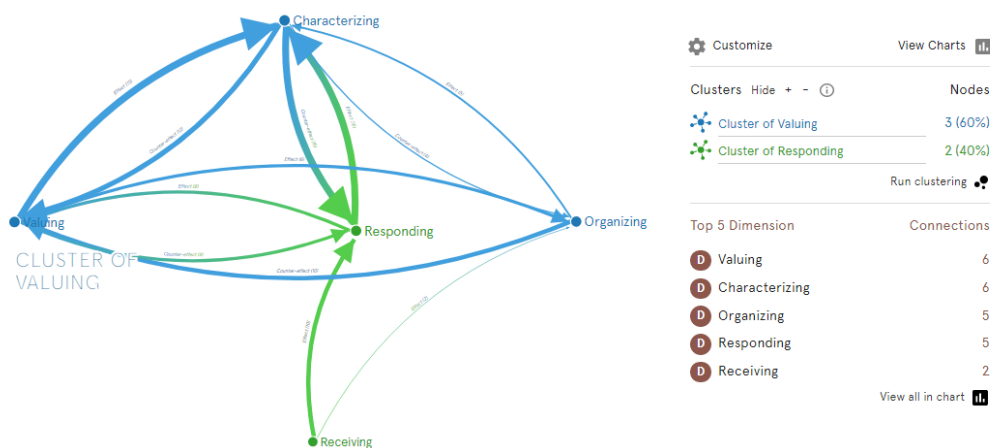 Characterizing
Valuing
Responding
Organizing
Receiving
CLUSTER OF
VALUING
Customize View Charts
Clusters Hide + - Nodes
Cluster of Valuing 3 (60%)
Cluster of Responding 2 (40%)
Run clustering
Top 5 Dimension Connections
D Valuing 6
D Characterizing 6
D Organizing 5
D Responding 5
D Receiving 2
View all in chart